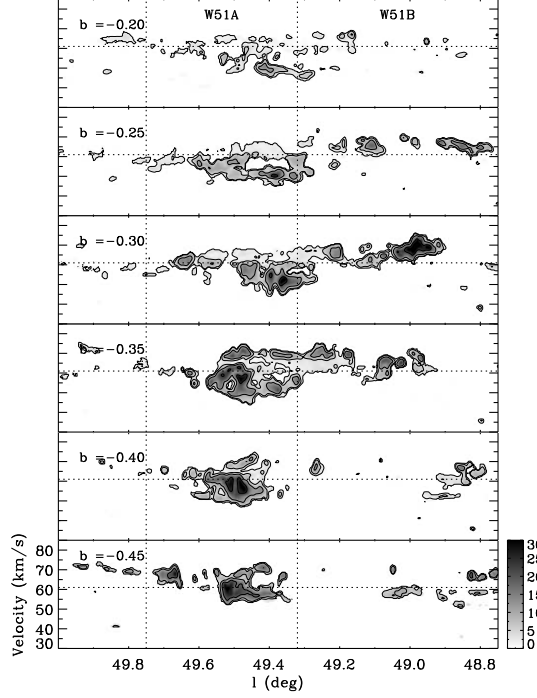 W51A W51B
b =−0.20
b =−0.25
b =−0.30
b =−0.35
b =−0.40
b =−0.45
Velocity (km/s)
80
70
60
50
40
30
30
25
20
15
10
5
0
49.8 49.6 49.4 49.2 49.0 48.8
l (deg)